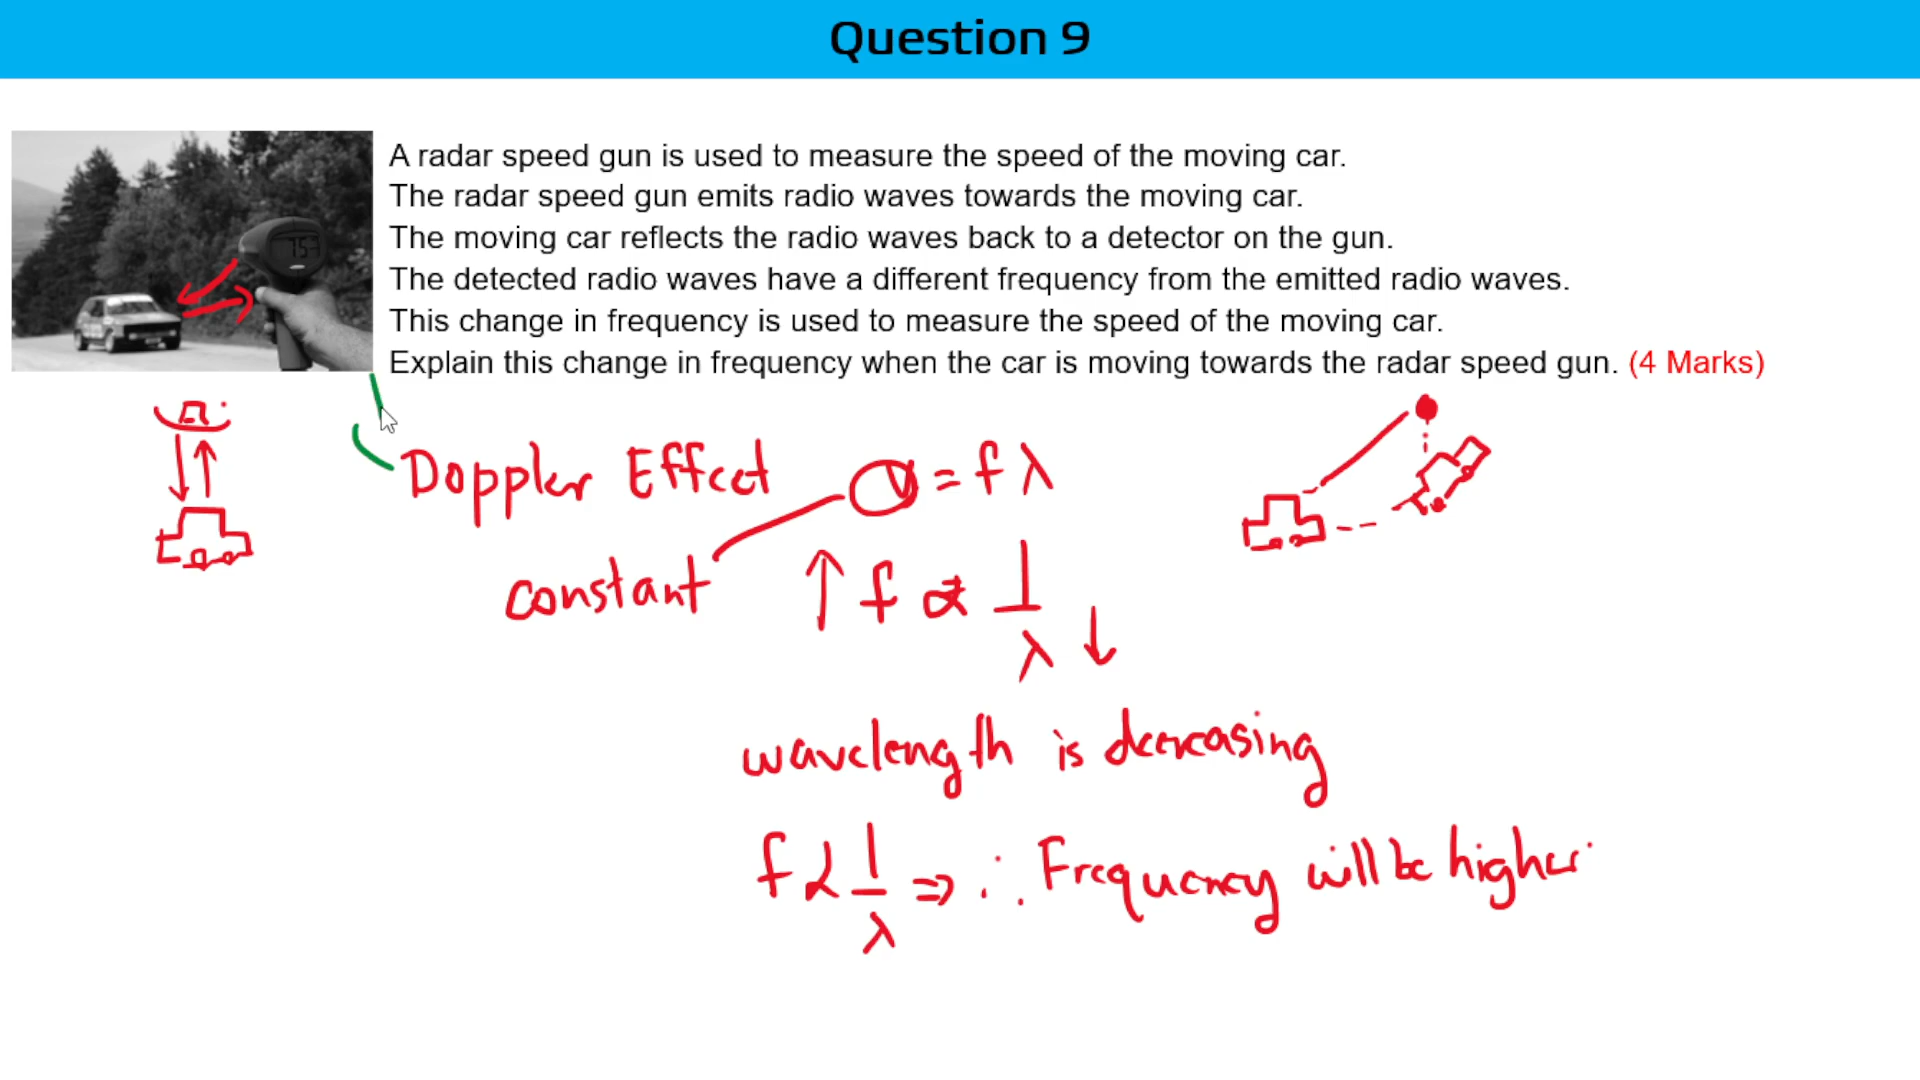 Question 9
A radar speed gun is used to measure the speed of the moving car.
The radar speed gun emits radio waves towards the moving car.
The moving car reflects the radio waves back to a detector on the gun.
The detected radio waves have a different frequency from the emitted radio waves.
This change in frequency is used to measure the speed of the moving car.
Explain this change in frequency when the car is moving towards the radar speed gun. (4 Marks)
Doppler Effect v = f λ
constant ↑ f ∝ 1/λ ↓
wavelength is decreasing
f ∝ 1/λ ⇒ ∴ Frequency will be higher.